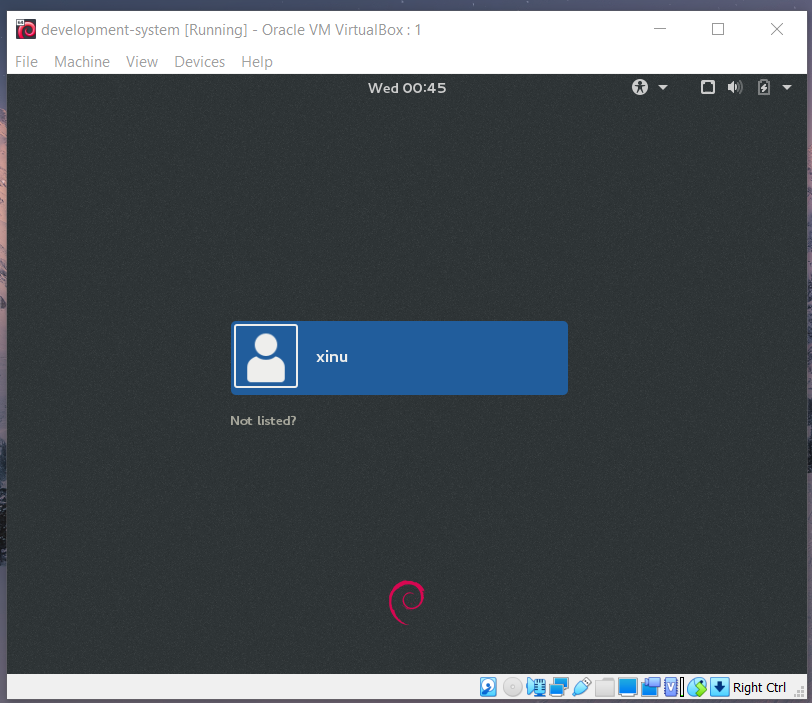 development-system [Running] - Oracle VM VirtualBox : 1
File Machine View Devices Help
Wed 00:45
xinu
Not listed?
Right Ctrl